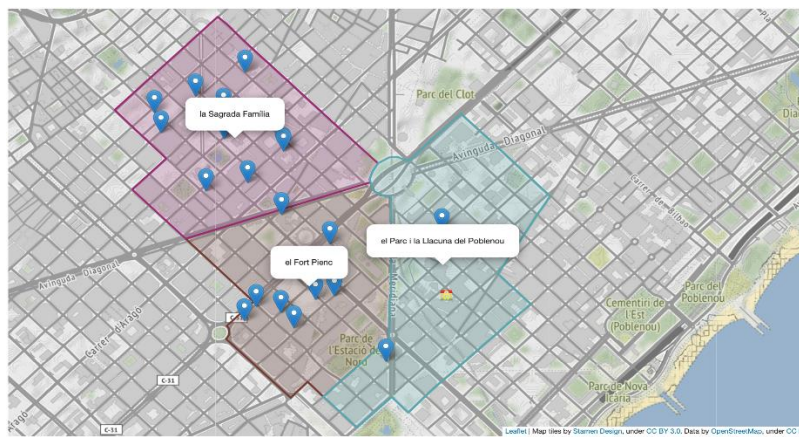 Parc del Clot
Avinguda Diagonal
la Sagrada Família
Carrer de Bilbao
el Parc i la Llacuna del Poblenou
el Fort Pienc
Avinguda Diagonal
Carrer d'Aragó
Parc de
l'Estació de
Nord
Cementiri de
l'Est
(Poblenou)
Parc del
Poblenou
C-31
Parc de Nova
Icària
C-31
Leaflet | Map tiles by Stamen Design, under CC BY 3.0. Data by OpenStreetMap, under CC